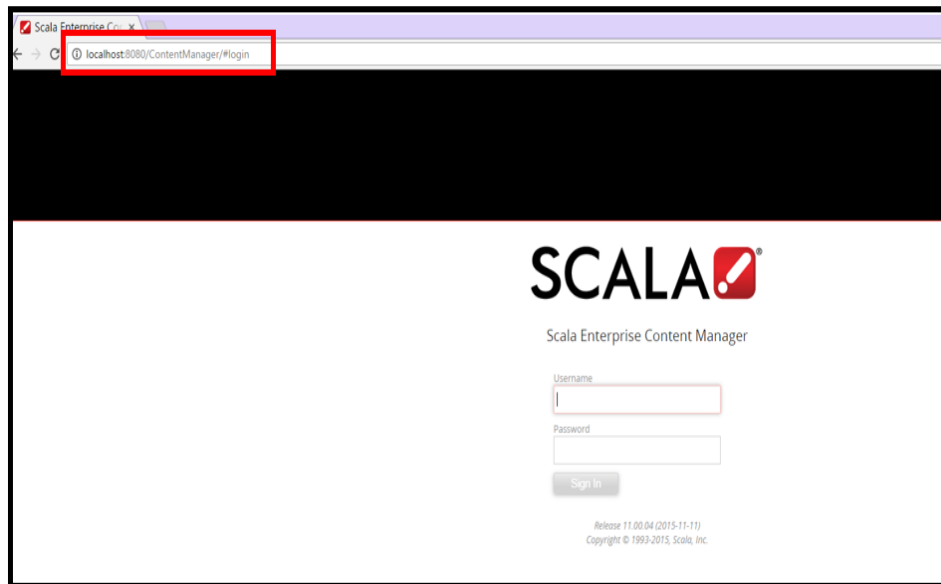 Scala Enterprise Co
localhost:8080/ContentManager/#login
SCALA®
Scala Enterprise Content Manager
Username
Password
Sign In
Release 11.00.04 (2015-11-11)
Copyright © 1993-2015, Scala, Inc.